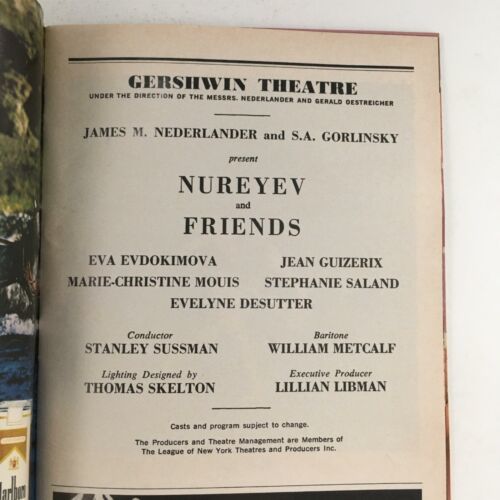 GERSHWIN THEATRE
UNDER THE DIRECTION OF THE MESSRS. NEDERLANDER AND GERALD OESTREICHER
JAMES M. NEDERLANDER and S.A. GORLINSKY
present
NUREYEV
and
FRIENDS
EVA EVDOKIMOVA JEAN GUIZERIX
MARIE-CHRISTINE MOUIS STEPHANIE SALAND
EVELYNE DESUTTER
Conductor Baritone
STANLEY SUSSMAN WILLIAM METCALF
Lighting Designed by Executive Producer
THOMAS SKELTON LILLIAN LIBMAN
Casts and program supject to change.
The Producers and Theatre Management are Members of
The League of New York Theatres and Producers Inc.
Marlboro